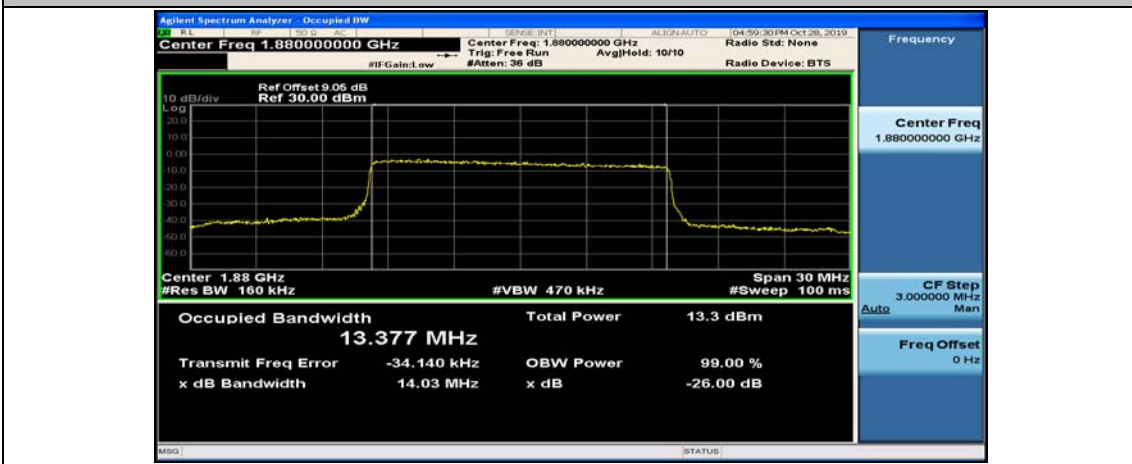 Agilent Spectrum Analyzer - Occupied BW
RL RF 50 Ω AC SENSE:INT ALIGN AUTO 04:59:30 PM Oct 28, 2019
Center Freq 1.880000000 GHz Center Freq: 1.880000000 GHz Radio Std: None Frequency
Trig: Free Run Avg|Hold: 10/10
#IFGain:Low #Atten: 36 dB Radio Device: BTS
Ref Offset 9.05 dB
10 dB/div Ref 30.00 dBm
Log
20.0
10.0
0.00
-10.0
-20.0
-30.0
-40.0
-50.0
-60.0
Center Freq
1.880000000 GHz
Center 1.88 GHz Span 30 MHz
#Res BW 160 kHz #VBW 470 kHz #Sweep 100 ms
CF Step
3.000000 MHz
Auto Man
Occupied Bandwidth Total Power 13.3 dBm
13.377 MHz
Freq Offset
0 Hz
Transmit Freq Error -34.140 kHz OBW Power 99.00 %
x dB Bandwidth 14.03 MHz x dB -26.00 dB
MSG STATUS